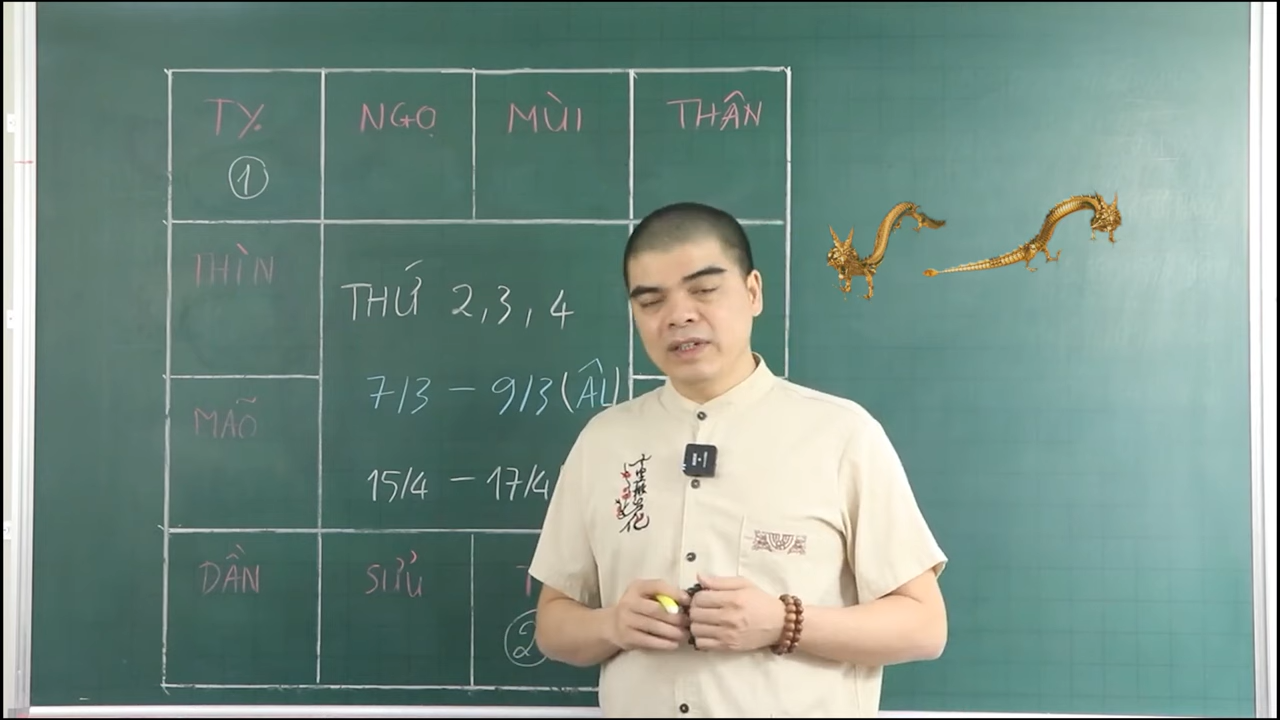 TỴ NGỌ MÙI THÂN
①
THÌN
THỨ 2,3,4
7/3 - 9/3 (ÂL)
MÃO
15/4 - 17/4
DẦN SỬU T
②